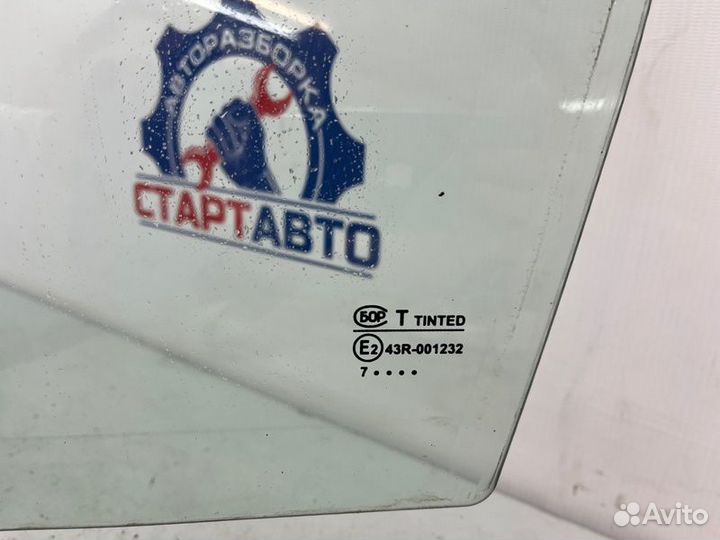 АВТОРАЗБОРКА
СТАРТАВТО
БОР T TINTED
E2 43R-001232
7 • • • •
Avito